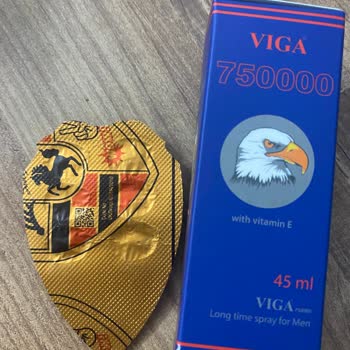 VIGA
750000
with vitamin E
45 ml
VIGA
Long time spray for Men